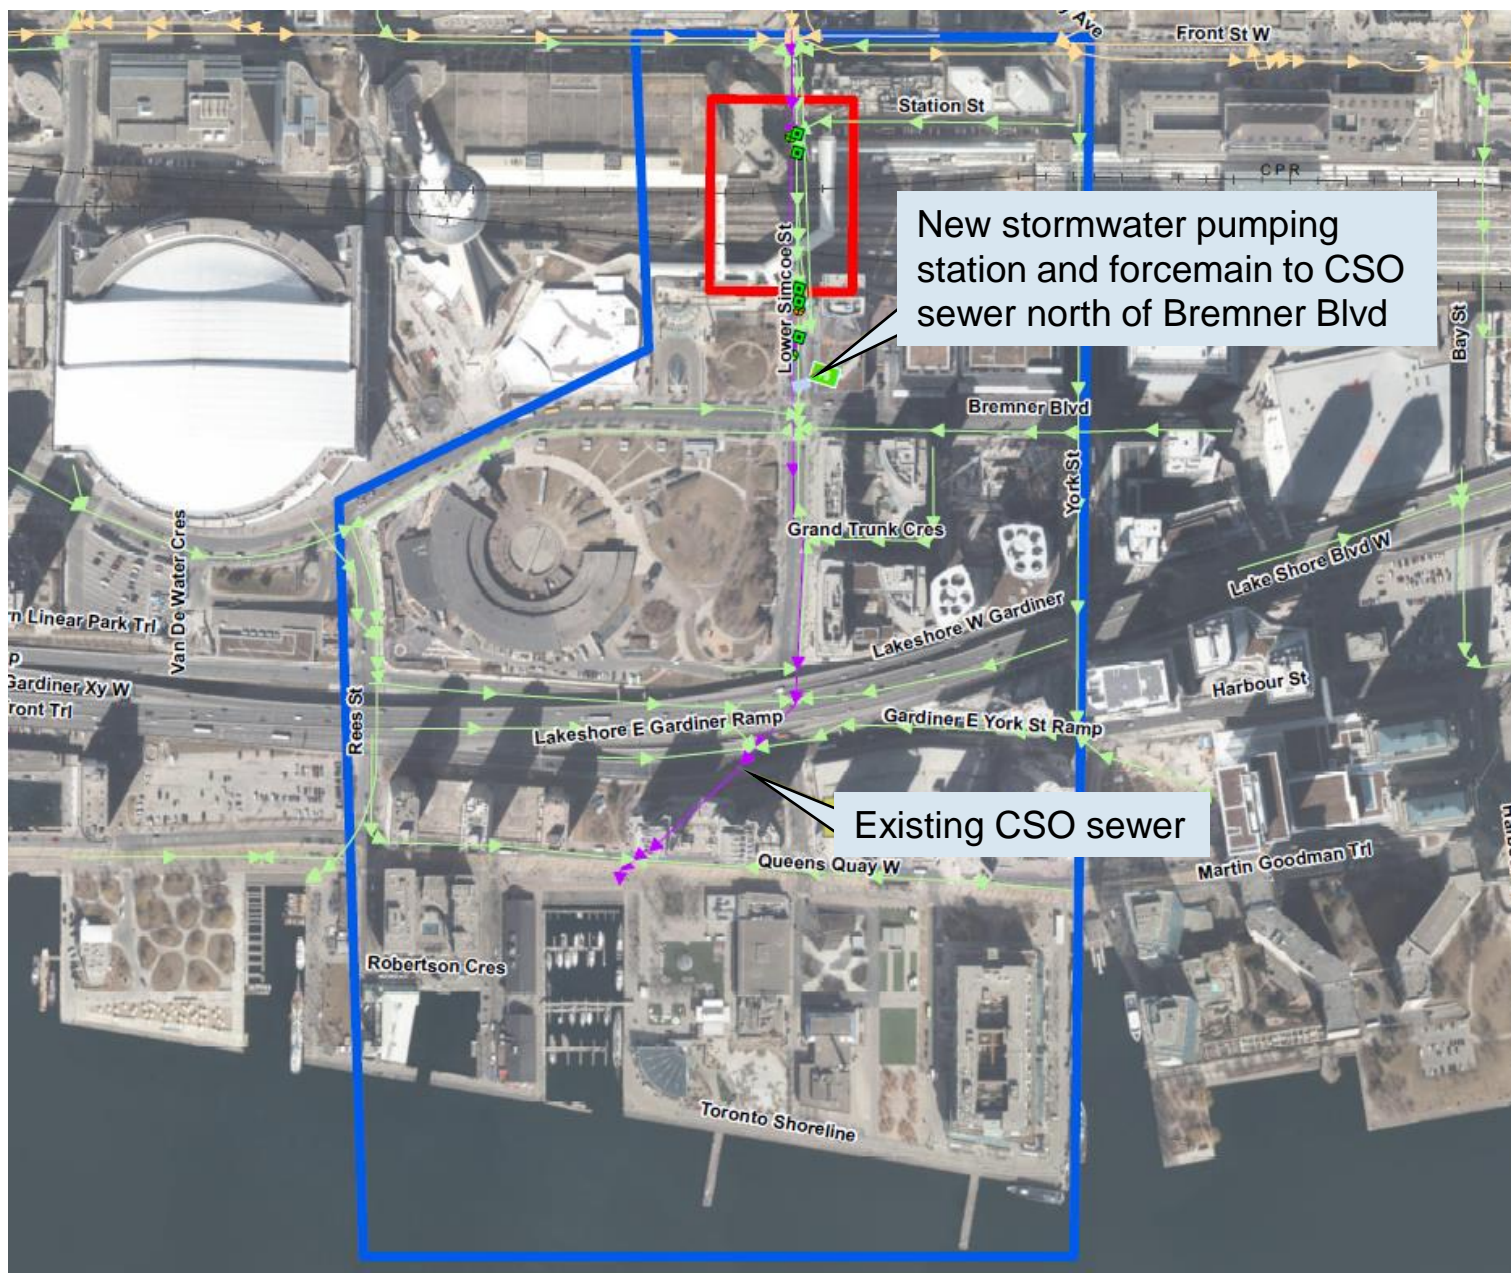 Front St W
Station St
CPR
New stormwater pumping
station and forcemain to CSO
sewer north of Bremner Blvd
Lower Simcoe St
Bay St
Bremner Blvd
York St
Grand Trunk Cres
Van De Water Cres
Lake Shore Blvd W
Lakeshore W Gardiner
rn Linear Park Trl
Gardiner Xy W
ront Trl
Harbour St
Rees St
Lakeshore E Gardiner Ramp
Gardiner E York St Ramp
Existing CSO sewer
Queens Quay W
Martin Goodman Trl
Robertson Cres
Toronto Shoreline